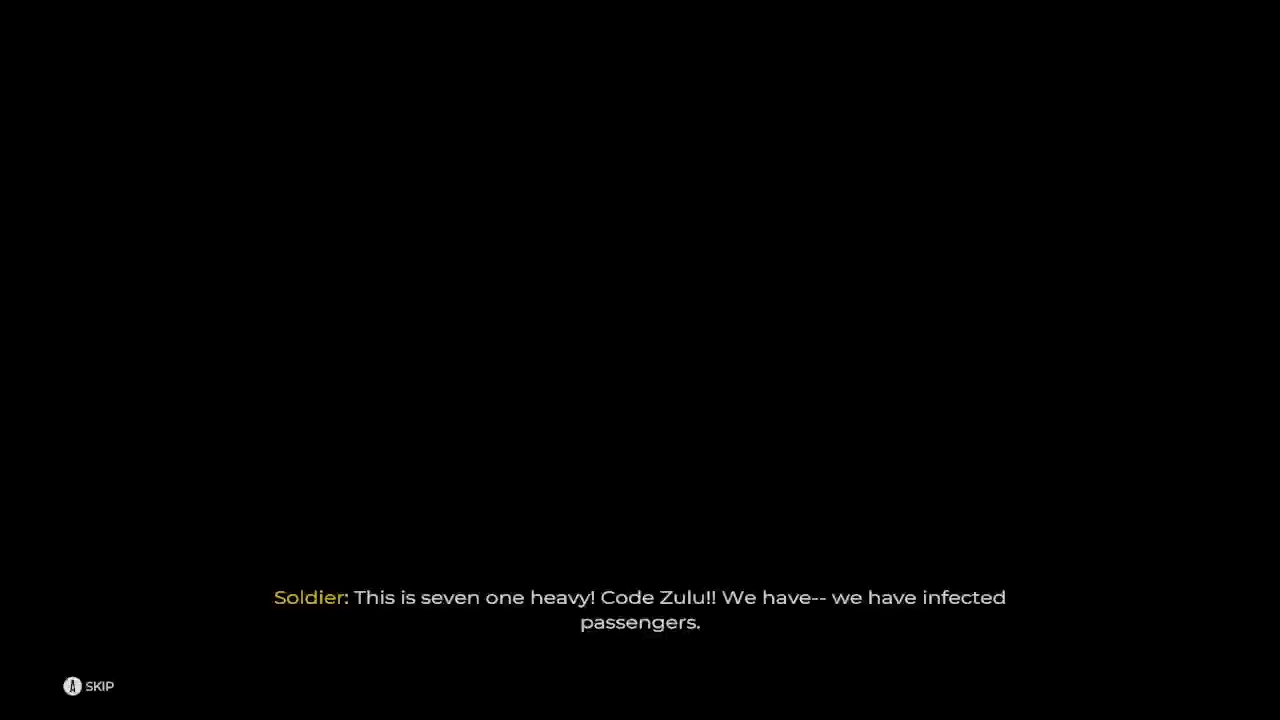 Soldier: This is seven one heavy! Code Zulu!! We have-- we have infected
passengers.
A SKIP